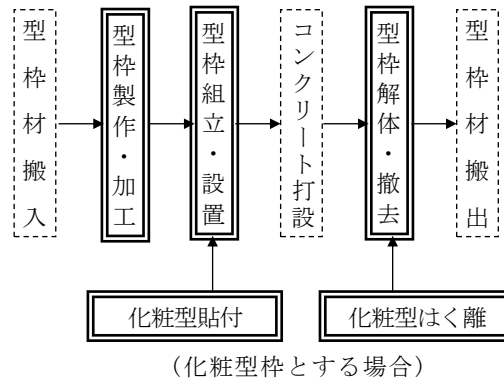 型枠材搬入
型枠製作・加工
型枠組立・設置
コンクリート打設
型枠解体・撤去
型枠材搬出
化粧型貼付
化粧型はく離
（化粧型枠とする場合）